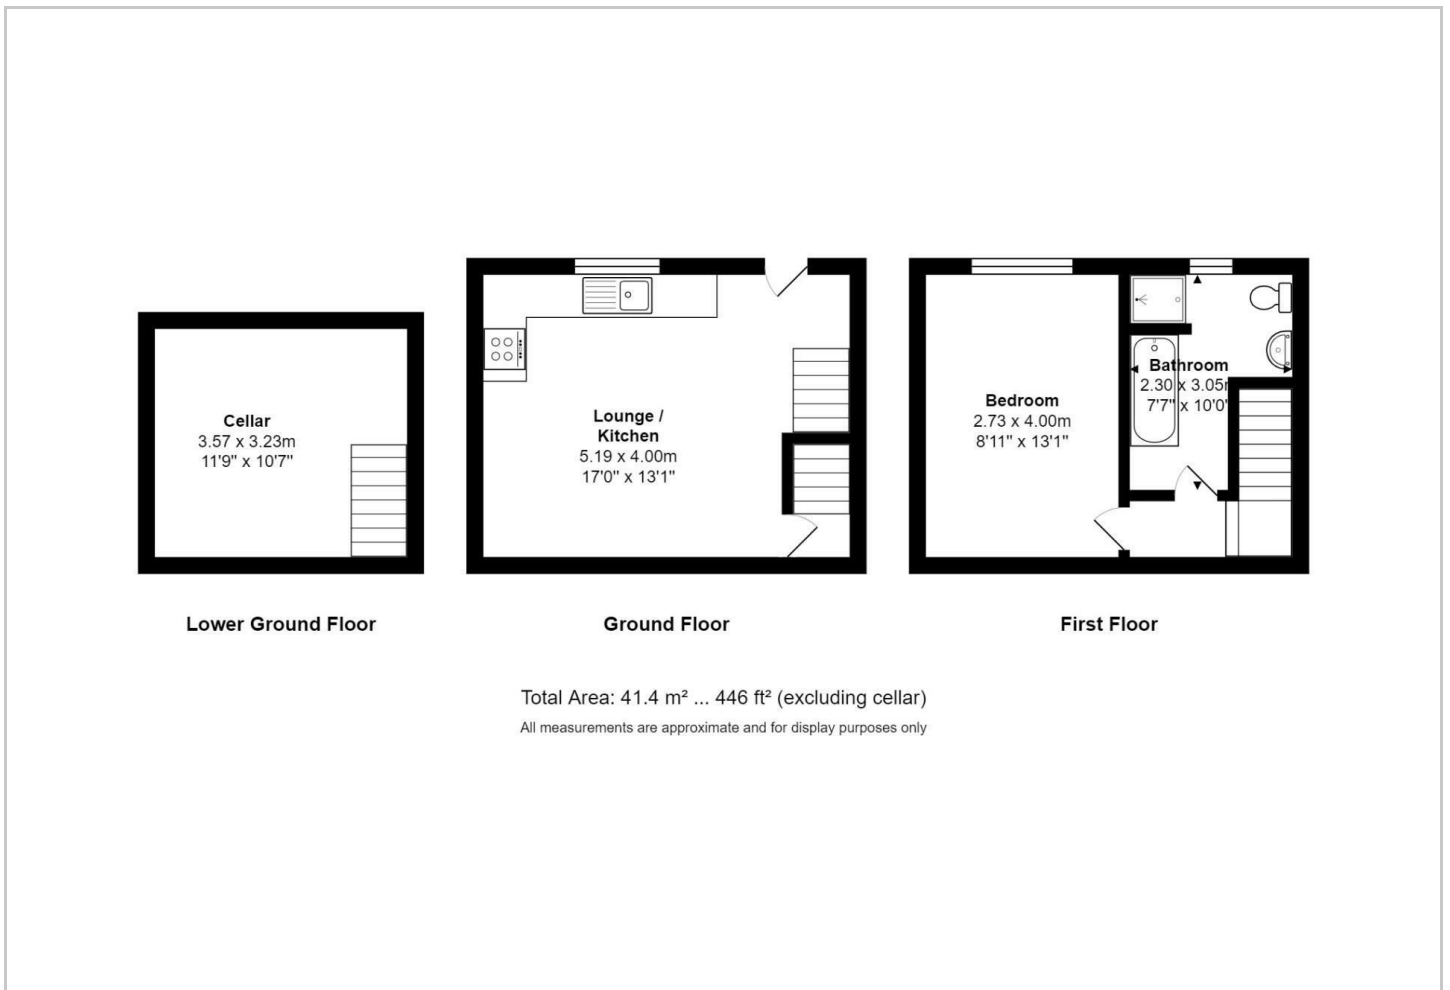 Cellar
3.57 x 3.23m
11'9" x 10'7"
Lounge /
Kitchen
5.19 x 4.00m
17'0" x 13'1"
Bedroom
2.73 x 4.00m
8'11" x 13'1"
Bathroom
2.30 x 3.05m
7'7" x 10'0"
Lower Ground Floor
Ground Floor
First Floor
Total Area: 41.4 m² ... 446 ft² (excluding cellar)
All measurements are approximate and for display purposes only